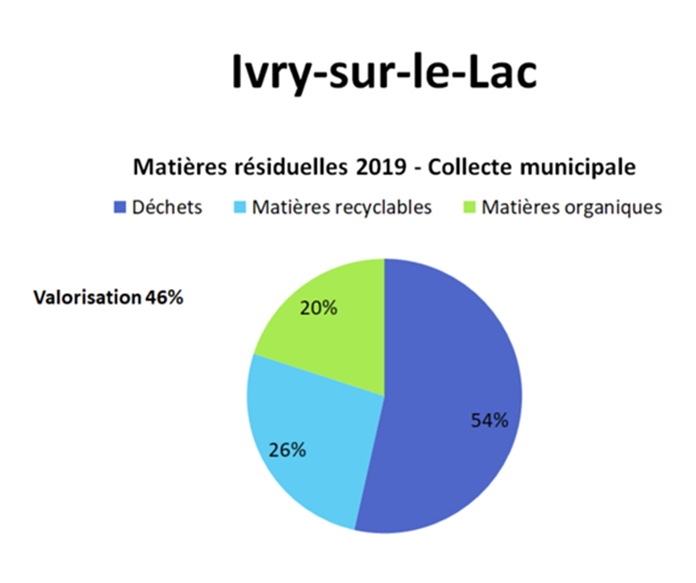 Ivry-sur-le-Lac
Matières résiduelles 2019 - Collecte municipale
Déchets Matières recyclables Matières organiques
Valorisation 46%
20%
54%
26%